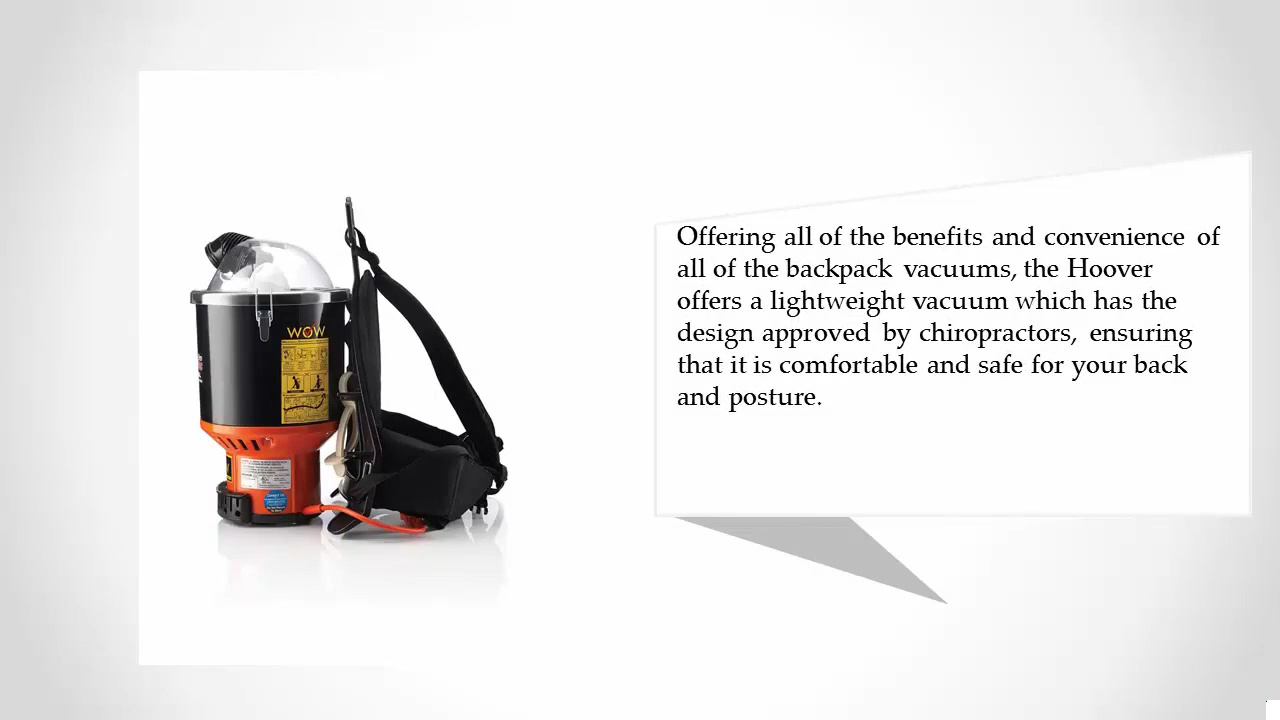 Offering all of the benefits and convenience of
all of the backpack vacuums, the Hoover
offers a lightweight vacuum which has the
design approved by chiropractors, ensuring
that it is comfortable and safe for your back
and posture.
WOW